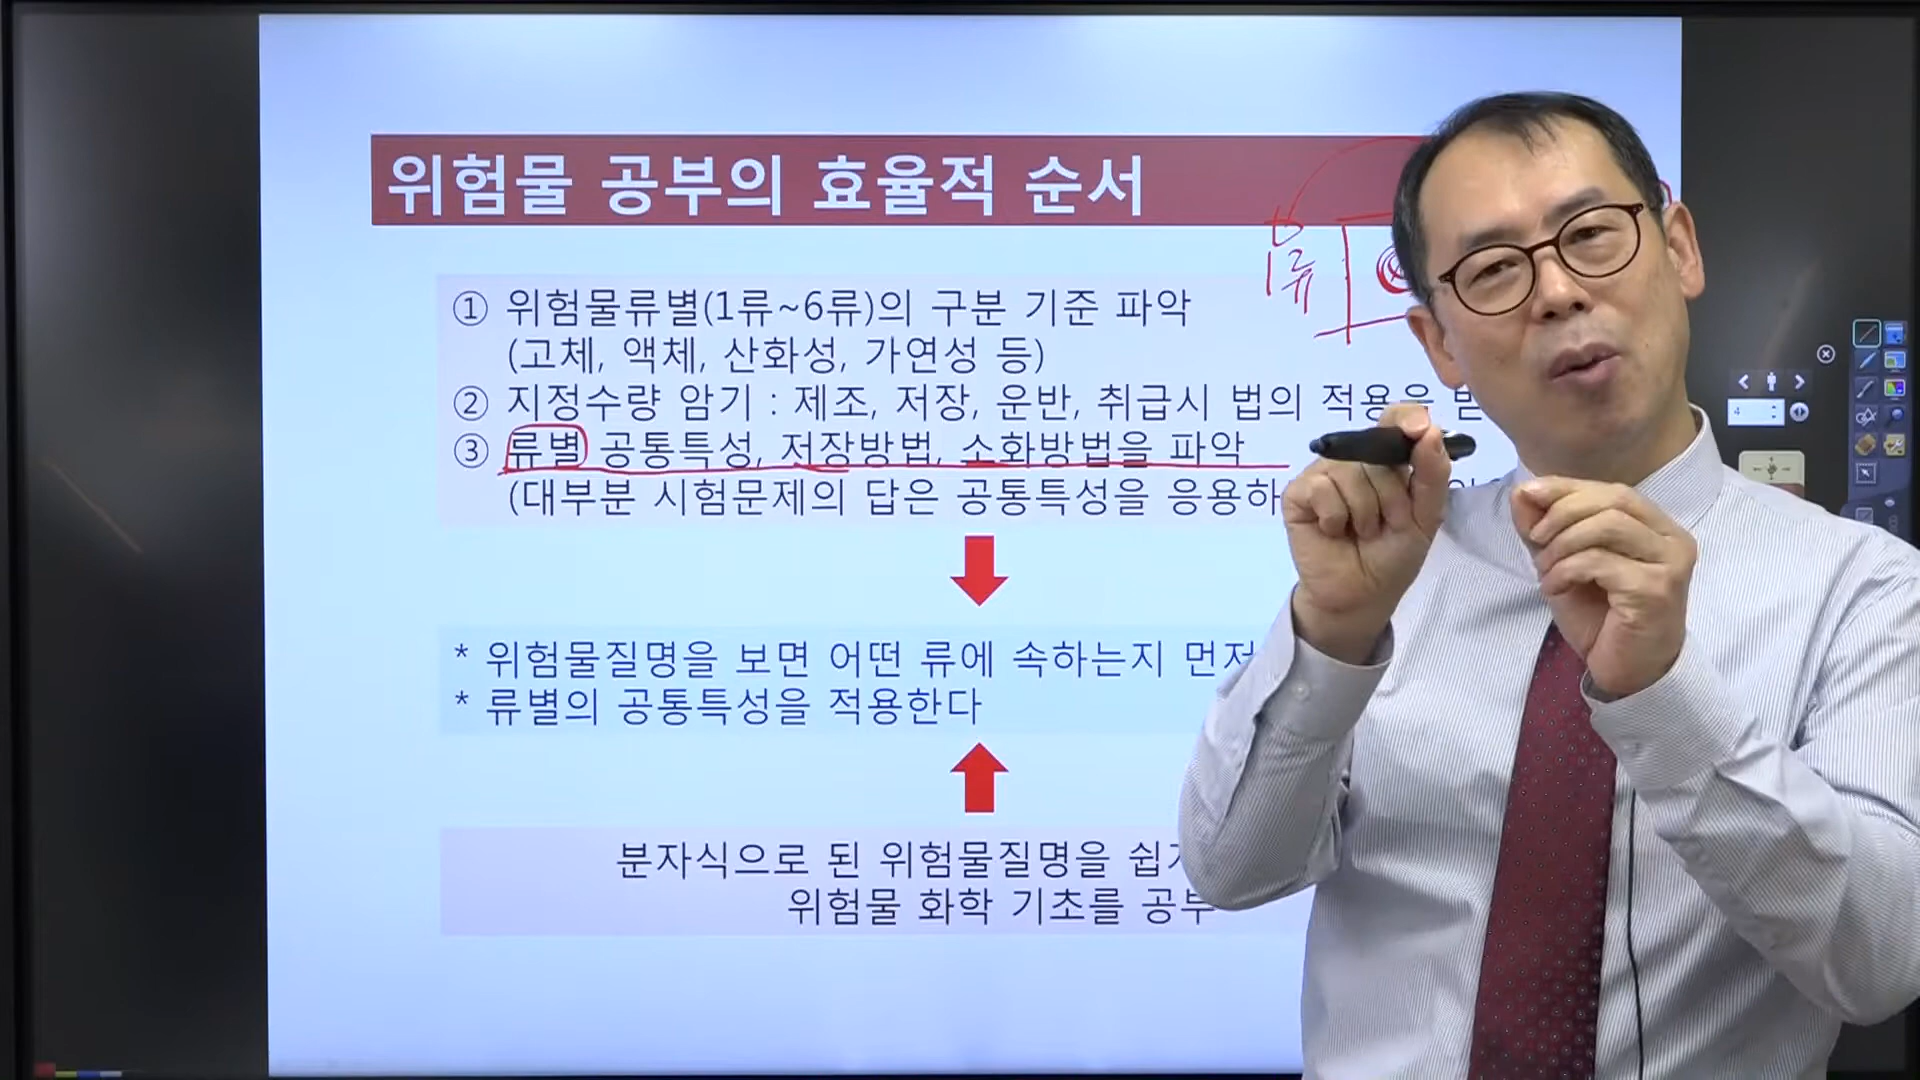 위험물 공부의 효율적 순서
1류
① 위험물류별(1류~6류)의 구분 기준 파악
(고체, 액체, 산화성, 가연성 등)
② 지정수량 암기 : 제조, 저장, 운반, 취급시 법의 적용을
③ 류별 공통특성, 저장방법, 소화방법을 파악
(대부분 시험문제의 답은 공통특성을 응용하
* 위험물질명을 보면 어떤 류에 속하는지 먼저
* 류별의 공통특성을 적용한다
분자식으로 된 위험물질명을
위험물 화학 기초를 공부
4